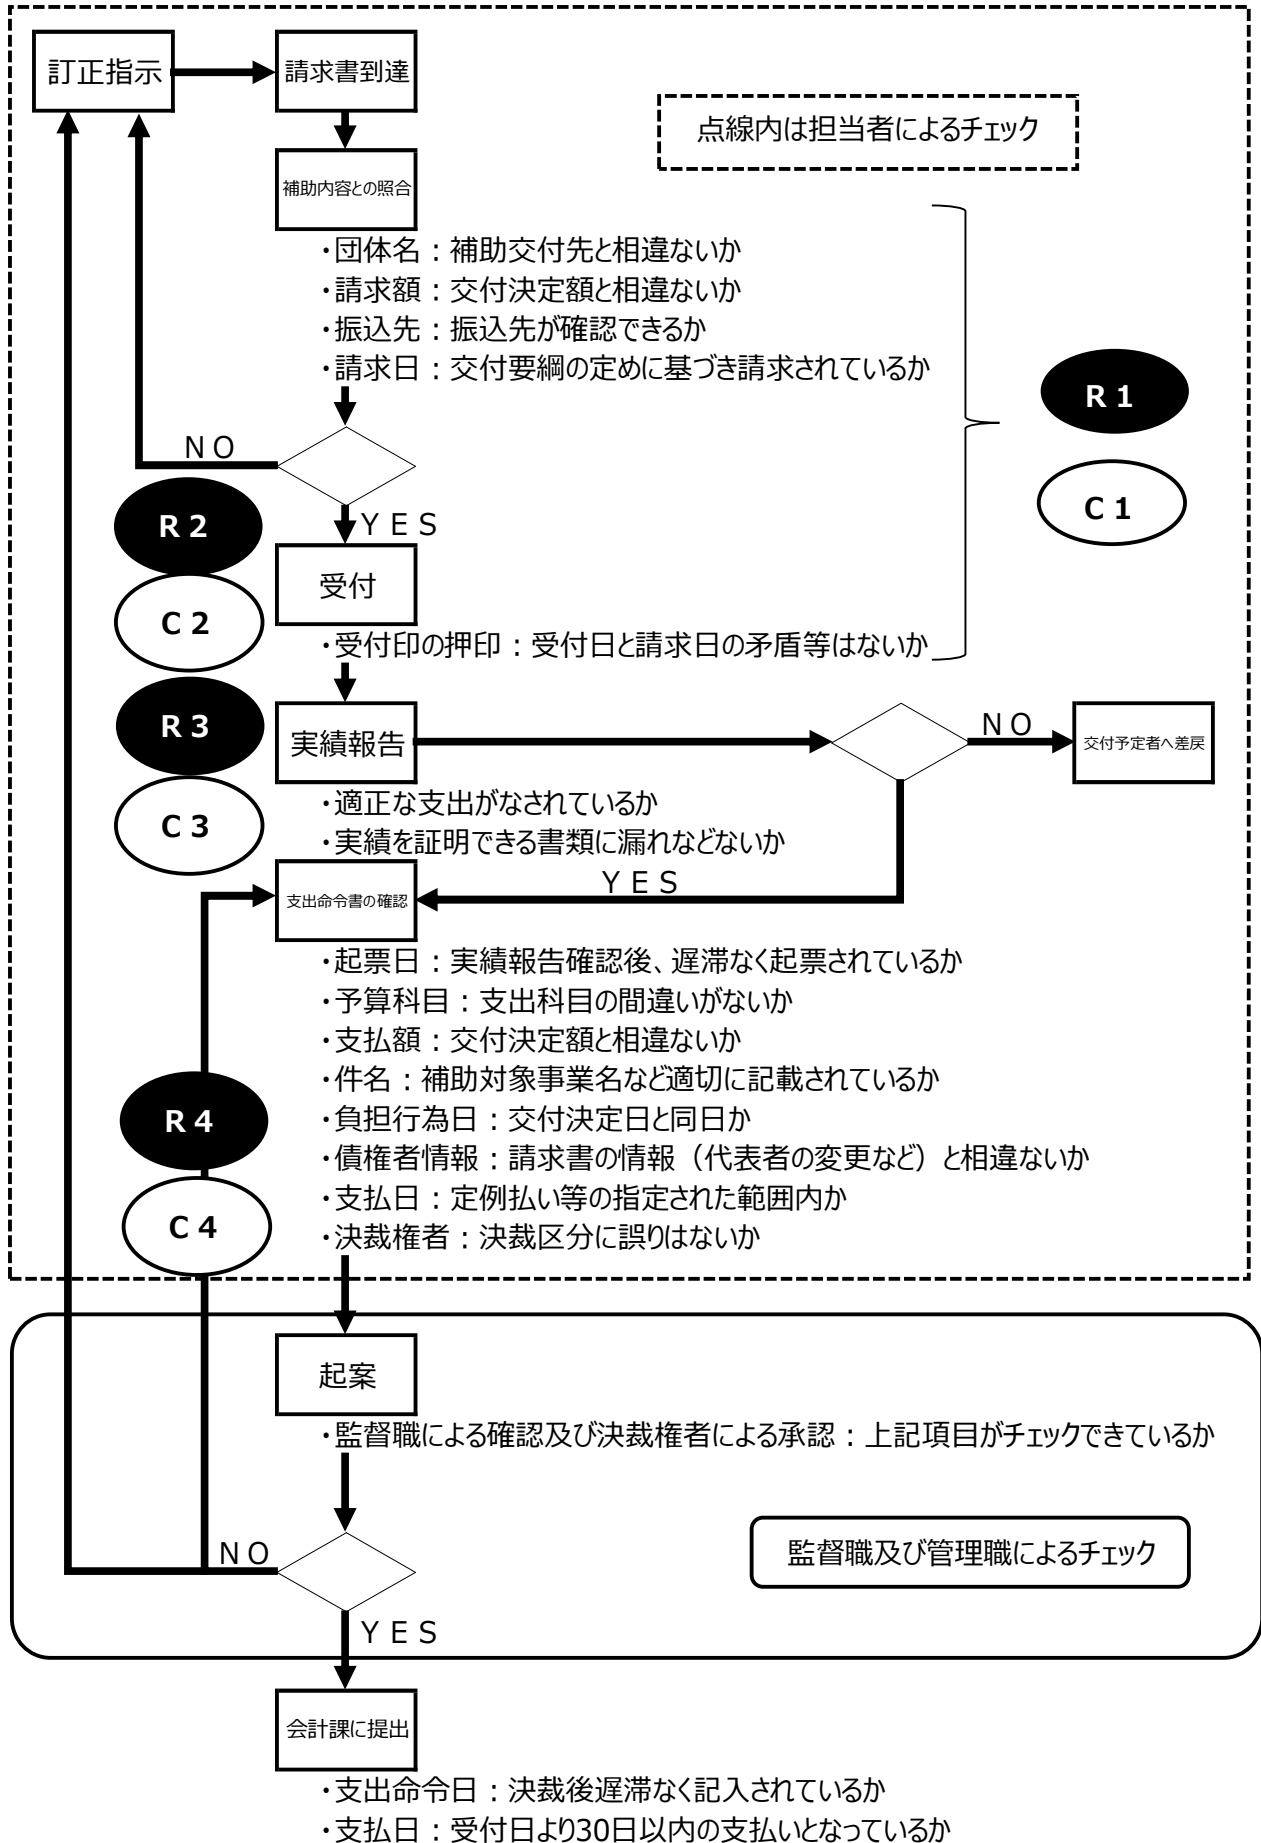 訂正指示
請求書到達
点線内は担当者によるチェック
補助内容との照合
・団体名：補助交付先と相違ないか
・請求額：交付決定額と相違ないか
・振込先：振込先が確認できるか
・請求日：交付要綱の定めに基づき請求されているか
R1
C1
NO
YES
R2
C2
受付
・受付印の押印：受付日と請求日の矛盾等はないか
R3
C3
実績報告
NO
交付予定者へ差戻
・適正な支出がなされているか
・実績を証明できる書類に漏れなどないか
YES
支出命令書の確認
・起票日：実績報告確認後、遅滞なく起票されているか
・予算科目：支出科目の間違いがないか
・支払額：交付決定額と相違ないか
・件名：補助対象事業名など適切に記載されているか
・負担行為日：交付決定日と同日か
・債権者情報：請求書の情報（代表者の変更など）と相違ないか
・支払日：定例払い等の指定された範囲内か
・決裁権者：決裁区分に誤りはないか
R4
C4
起案
・監督職による確認及び決裁権者による承認：上記項目がチェックできているか
NO
監督職及び管理職によるチェック
YES
会計課に提出
・支出命令日：決裁後遅滞なく記入されているか
・支払日：受付日より30日以内の支払いとなっているか